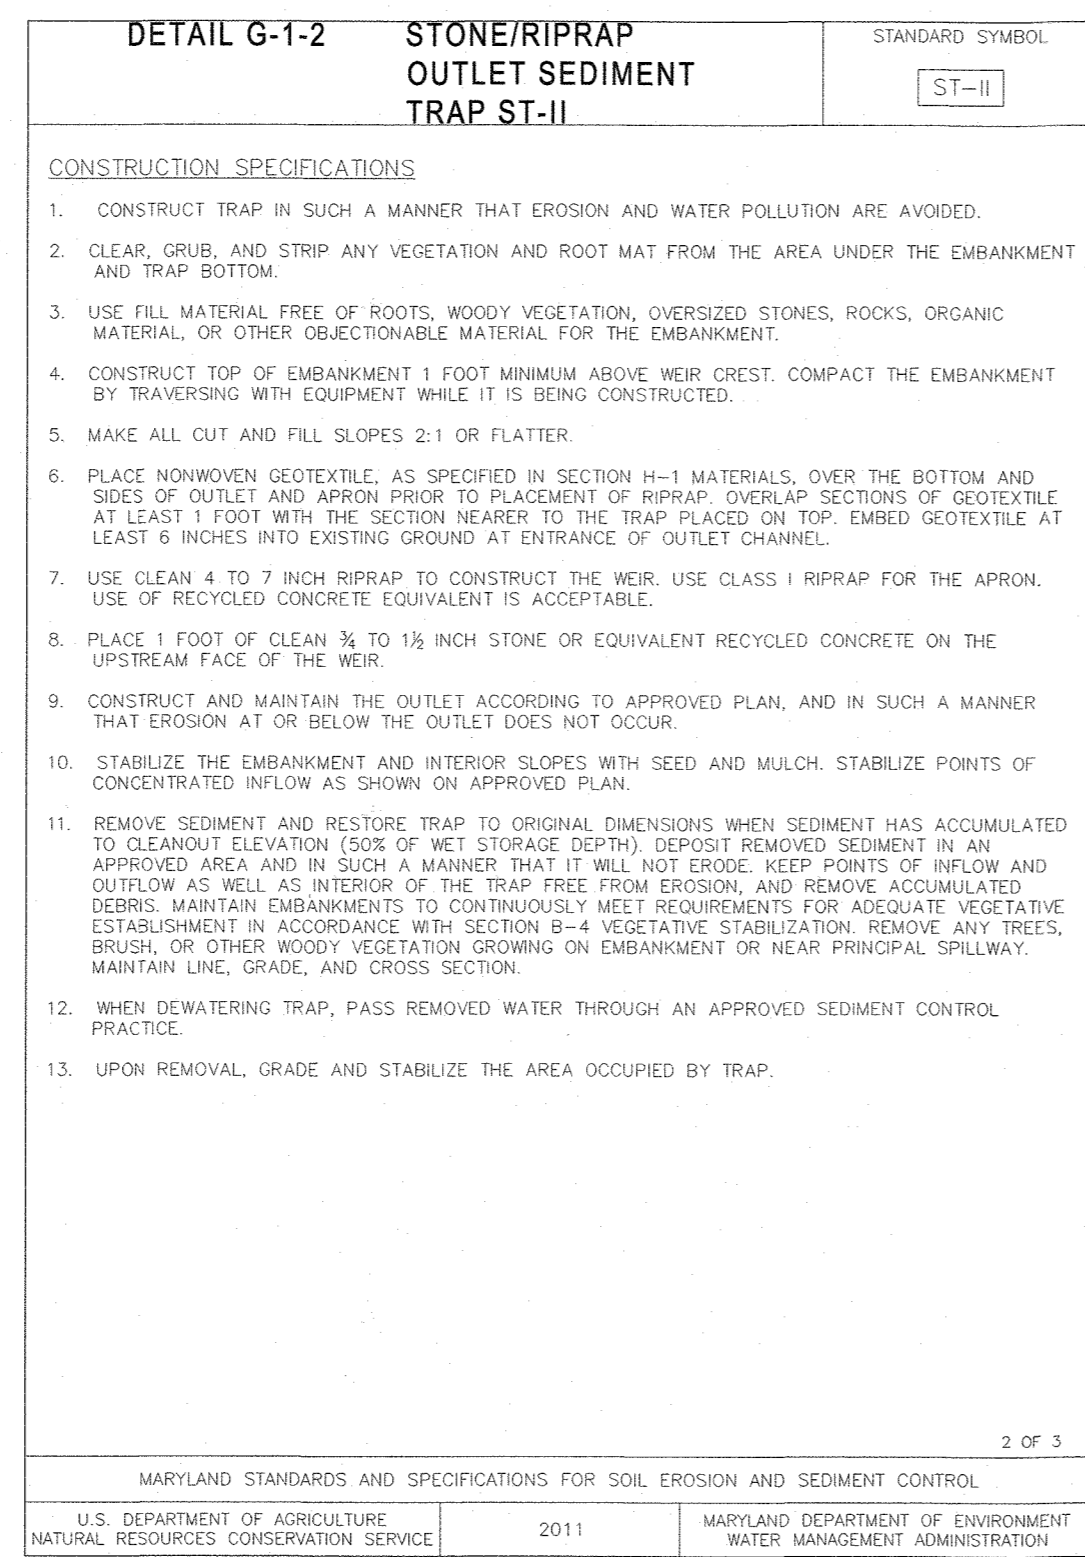 DETAIL G-1-2 STONE/RIPRAP
OUTLET SEDIMENT
TRAP ST-II
STANDARD SYMBOL
ST-II
CONSTRUCTION SPECIFICATIONS
1. CONSTRUCT TRAP IN SUCH A MANNER THAT EROSION AND WATER POLLUTION ARE AVOIDED.
2. CLEAR, GRUB, AND STRIP ANY VEGETATION AND ROOT MAT FROM THE AREA UNDER THE EMBANKMENT
AND TRAP BOTTOM.
3. USE FILL MATERIAL FREE OF ROOTS, WOODY VEGETATION, OVERSIZED STONES, ROCKS, ORGANIC
MATERIAL, OR OTHER OBJECTIONABLE MATERIAL FOR THE EMBANKMENT.
4. CONSTRUCT TOP OF EMBANKMENT 1 FOOT MINIMUM ABOVE WEIR CREST. COMPACT THE EMBANKMENT
BY TRAVERSING WITH EQUIPMENT WHILE IT IS BEING CONSTRUCTED.
5. MAKE ALL CUT AND FILL SLOPES 2:1 OR FLATTER.
6. PLACE NONWOVEN GEOTEXTILE, AS SPECIFIED IN SECTION H-1 MATERIALS, OVER THE BOTTOM AND
SIDES OF OUTLET AND APRON PRIOR TO PLACEMENT OF RIPRAP. OVERLAP SECTIONS OF GEOTEXTILE
AT LEAST 1 FOOT WITH THE SECTION NEARER TO THE TRAP PLACED ON TOP. EMBED GEOTEXTILE AT
LEAST 6 INCHES INTO EXISTING GROUND AT ENTRANCE OF OUTLET CHANNEL.
7. USE CLEAN 4 TO 7 INCH RIPRAP TO CONSTRUCT THE WEIR. USE CLASS I RIPRAP FOR THE APRON.
USE OF RECYCLED CONCRETE EQUIVALENT IS ACCEPTABLE.
8. PLACE 1 FOOT OF CLEAN ¾ TO 1½ INCH STONE OR EQUIVALENT RECYCLED CONCRETE ON THE
UPSTREAM FACE OF THE WEIR.
9. CONSTRUCT AND MAINTAIN THE OUTLET ACCORDING TO APPROVED PLAN, AND IN SUCH A MANNER
THAT EROSION AT OR BELOW THE OUTLET DOES NOT OCCUR.
10. STABILIZE THE EMBANKMENT AND INTERIOR SLOPES WITH SEED AND MULCH. STABILIZE POINTS OF
CONCENTRATED INFLOW AS SHOWN ON APPROVED PLAN.
11. REMOVE SEDIMENT AND RESTORE TRAP TO ORIGINAL DIMENSIONS WHEN SEDIMENT HAS ACCUMULATED
TO CLEANOUT ELEVATION (50% OF WET STORAGE DEPTH). DEPOSIT REMOVED SEDIMENT IN AN
APPROVED AREA AND IN SUCH A MANNER THAT IT WILL NOT ERODE. KEEP POINTS OF INFLOW AND
OUTFLOW AS WELL AS INTERIOR OF THE TRAP FREE FROM EROSION, AND REMOVE ACCUMULATED
DEBRIS. MAINTAIN EMBANKMENTS TO CONTINUOUSLY MEET REQUIREMENTS FOR ADEQUATE VEGETATIVE
ESTABLISHMENT IN ACCORDANCE WITH SECTION B-4 VEGETATIVE STABILIZATION. REMOVE ANY TREES,
BRUSH, OR OTHER WOODY VEGETATION GROWING ON EMBANKMENT OR NEAR PRINCIPAL SPILLWAY.
MAINTAIN LINE, GRADE, AND CROSS SECTION.
12. WHEN DEWATERING TRAP, PASS REMOVED WATER THROUGH AN APPROVED SEDIMENT CONTROL
PRACTICE.
13. UPON REMOVAL, GRADE AND STABILIZE THE AREA OCCUPIED BY TRAP.
2 OF 3
MARYLAND STANDARDS AND SPECIFICATIONS FOR SOIL EROSION AND SEDIMENT CONTROL
U.S. DEPARTMENT OF AGRICULTURE
NATURAL RESOURCES CONSERVATION SERVICE
2011
MARYLAND DEPARTMENT OF ENVIRONMENT
WATER MANAGEMENT ADMINISTRATION